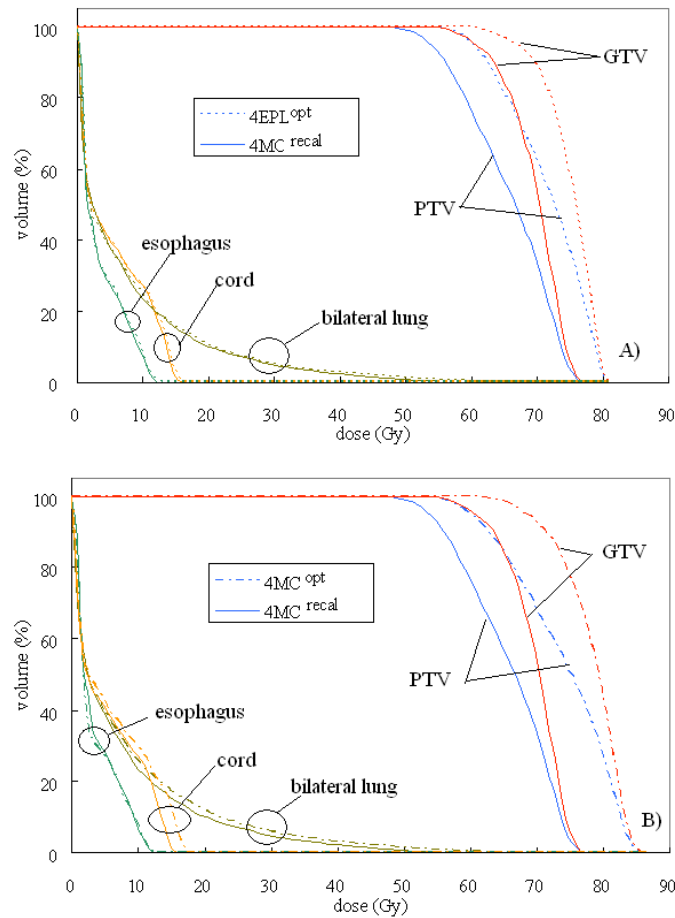 100
80
60
40
20
0
volume (%)
4EPL opt
4MC recal
GTV
PTV
esophagus
cord
bilateral lung
A)
0 10 20 30 40 50 60 70 80 90
dose (Gy)
100
80
60
40
20
0
volume (%)
4MC opt
4MC recal
GTV
PTV
esophagus
cord
bilateral lung
B)
0 10 20 30 40 50 60 70 80 90
dose (Gy)